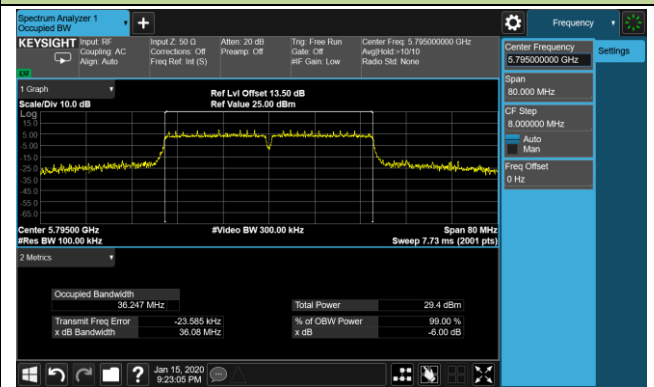 Spectrum Analyzer 1
Occupied BW
+
Frequency
KEYSIGHT
Input: RF
Coupling: AC
Align: Auto
Input Z: 50 Ω
Corrections: Off
Freq Ref: Int (S)
Atten: 20 dB
Preamp: Off
Trig: Free Run
Gate: Off
#IF Gain: Low
Center Freq: 5.795000000 GHz
Avg|Hold:>10/10
Radio Std: None
Center Frequency
5.795000000 GHz
Settings
Span
80.000 MHz
CF Step
8.000000 MHz
Auto
Man
Freq Offset
0 Hz
1 Graph
Scale/Div 10.0 dB
Ref Lvl Offset 13.50 dB
Ref Value 25.00 dBm
Log
15.0
5.00
-5.00
-15.0
-25.0
-35.0
-45.0
-55.0
-65.0
Center 5.79500 GHz
#Res BW 100.00 kHz
#Video BW 300.00 kHz
Span 80 MHz
Sweep 7.73 ms (2001 pts)
2 Metrics
Occupied Bandwidth
36.247 MHz
Total Power 29.4 dBm
Transmit Freq Error -23.585 kHz
% of OBW Power 99.00 %
x dB Bandwidth 36.08 MHz
x dB -6.00 dB
?
Jan 15, 2020
9:23:05 PM